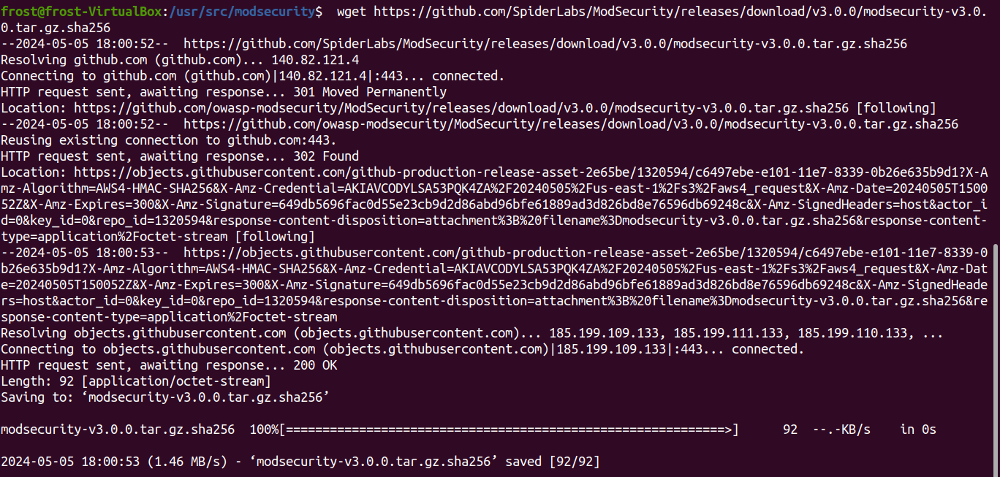 frost@frost-VirtualBox:/usr/src/modsecurity$  wget https://github.com/SpiderLabs/ModSecurity/releases/download/v3.0.0/modsecurity-v3.0.
0.tar.gz.sha256
--2024-05-05 18:00:52--  https://github.com/SpiderLabs/ModSecurity/releases/download/v3.0.0/modsecurity-v3.0.0.tar.gz.sha256
Resolving github.com (github.com)... 140.82.121.4
Connecting to github.com (github.com)|140.82.121.4|:443... connected.
HTTP request sent, awaiting response... 301 Moved Permanently
Location: https://github.com/owasp-modsecurity/ModSecurity/releases/download/v3.0.0/modsecurity-v3.0.0.tar.gz.sha256 [following]
--2024-05-05 18:00:52--  https://github.com/owasp-modsecurity/ModSecurity/releases/download/v3.0.0/modsecurity-v3.0.0.tar.gz.sha256
Reusing existing connection to github.com:443.
HTTP request sent, awaiting response... 302 Found
Location: https://objects.githubusercontent.com/github-production-release-asset-2e65be/1320594/c6497ebe-e101-11e7-8339-0b26e635b9d1?X-A
mz-Algorithm=AWS4-HMAC-SHA256&X-Amz-Credential=AKIAVCODYLSA53PQK4ZA%2F20240505%2Fus-east-1%2Fs3%2Faws4_request&X-Amz-Date=20240505T1500
52Z&X-Amz-Expires=300&X-Amz-Signature=649db5696fac0d55e23cb9d2d86abd96bfe61889ad3d826bd8e76596db69248c&X-Amz-SignedHeaders=host&actor_i
d=0&key_id=0&repo_id=1320594&response-content-disposition=attachment%3B%20filename%3Dmodsecurity-v3.0.0.tar.gz.sha256&response-content-
type=application%2Foctet-stream [following]
--2024-05-05 18:00:53--  https://objects.githubusercontent.com/github-production-release-asset-2e65be/1320594/c6497ebe-e101-11e7-8339-0
b26e635b9d1?X-Amz-Algorithm=AWS4-HMAC-SHA256&X-Amz-Credential=AKIAVCODYLSA53PQK4ZA%2F20240505%2Fus-east-1%2Fs3%2Faws4_request&X-Amz-Dat
e=20240505T150052Z&X-Amz-Expires=300&X-Amz-Signature=649db5696fac0d55e23cb9d2d86abd96bfe61889ad3d826bd8e76596db69248c&X-Amz-SignedHeade
rs=host&actor_id=0&key_id=0&repo_id=1320594&response-content-disposition=attachment%3B%20filename%3Dmodsecurity-v3.0.0.tar.gz.sha256&re
sponse-content-type=application%2Foctet-stream
Resolving objects.githubusercontent.com (objects.githubusercontent.com)... 185.199.109.133, 185.199.111.133, 185.199.110.133, ...
Connecting to objects.githubusercontent.com (objects.githubusercontent.com)|185.199.109.133|:443... connected.
HTTP request sent, awaiting response... 200 OK
Length: 92 [application/octet-stream]
Saving to: ‘modsecurity-v3.0.0.tar.gz.sha256’
modsecurity-v3.0.0.tar.gz.sha256  100%[============================================================>]      92  --.-KB/s    in 0s
2024-05-05 18:00:53 (1.46 MB/s) - ‘modsecurity-v3.0.0.tar.gz.sha256’ saved [92/92]